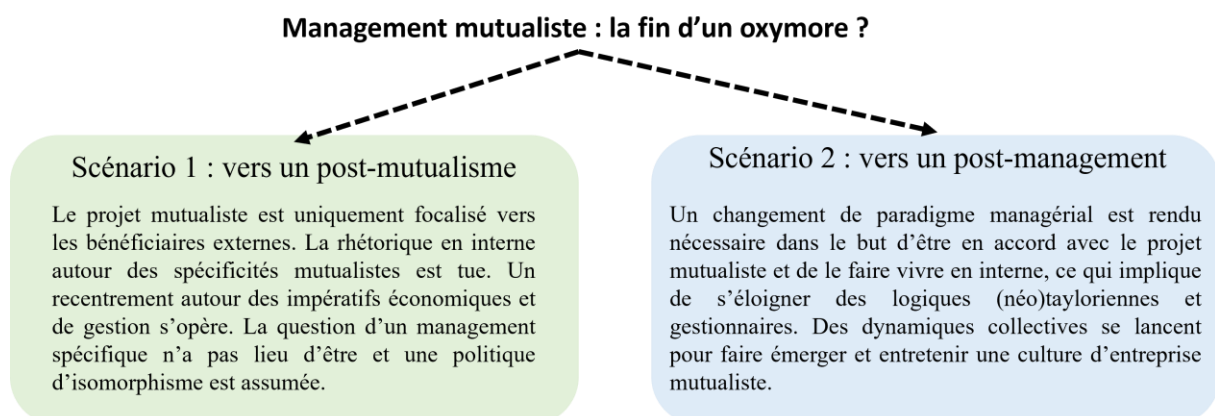 Management mutualiste : la fin d’un oxymore ?
Scénario 1 : vers un post-mutualisme
Le projet mutualiste est uniquement focalisé vers
les bénéficiaires externes. La rhétorique en interne
autour des spécificités mutualistes est tue. Un
recentrement autour des impératifs économiques et
de gestion s’opère. La question d’un management
spécifique n’a pas lieu d’être et une politique
d’isomorphisme est assumée.
Scénario 2 : vers un post-management
Un changement de paradigme managérial est rendu
nécessaire dans le but d’être en accord avec le projet
mutualiste et de le faire vivre en interne, ce qui implique
de s’éloigner des logiques (néo)tayloriennes et
gestionnaires. Des dynamiques collectives se lancent
pour faire émerger et entretenir une culture d’entreprise
mutualiste.